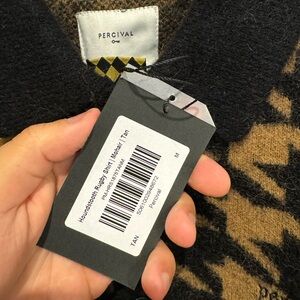 PERCIVAL
Houndstooth Rugby Shirt | Mohair | Tan
Percival
TAN
M